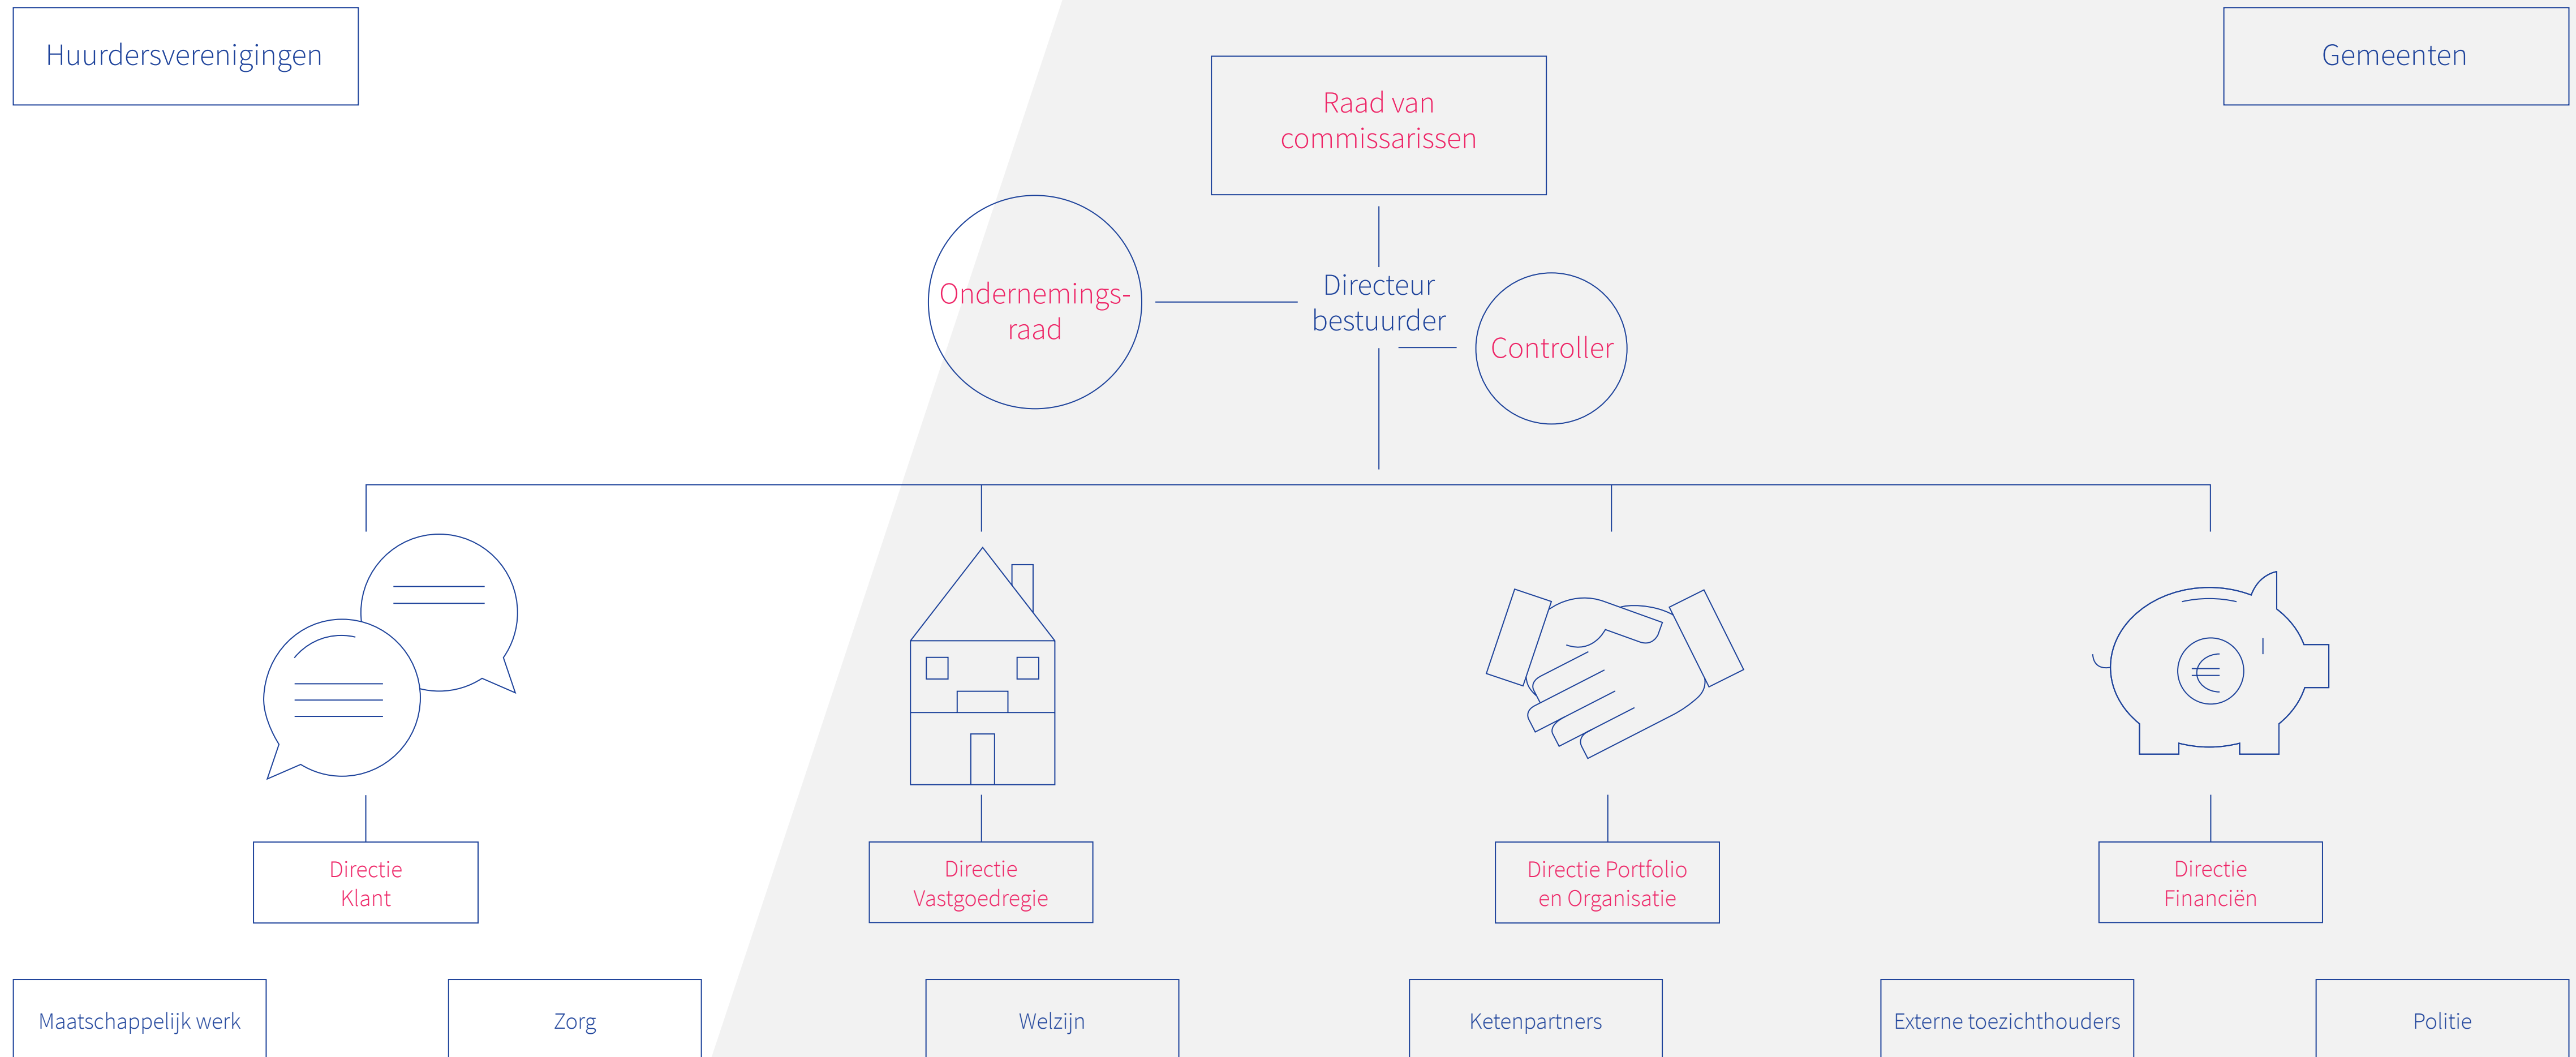 Huurdersverenigingen
Gemeenten
Raad van
commissarissen
Ondernemings-
raad
Directeur
bestuurder
Controller
€
Directie
Klant
Directie
Vastgoedregie
Directie Portfolio
en Organisatie
Directie
Financiën
Maatschappelijk werk
Zorg
Welzijn
Ketenpartners
Externe toezichthouders
Politie